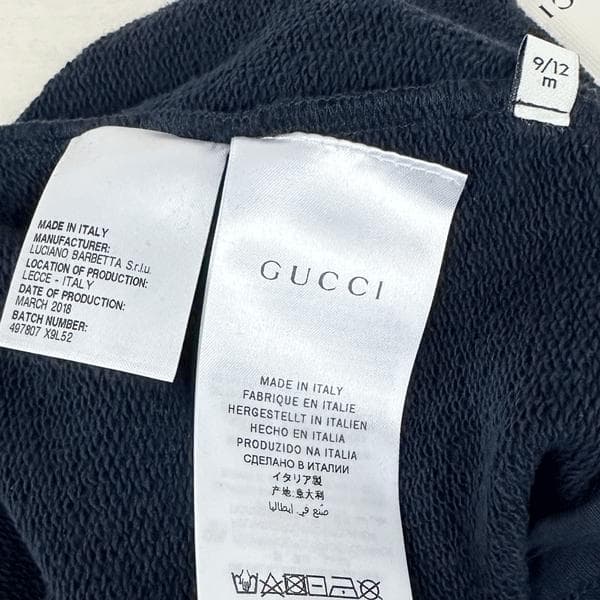 9/12
m
MADE IN ITALY
MANUFACTURER:
LUCIANO BARBETTA S.r.l.u.
LOCATION OF PRODUCTION:
LECCE - ITALY
DATE OF PRODUCTION:
MARCH 2018
BATCH NUMBER:
497807 X9L52
GUCCI
MADE IN ITALY
FABRIQUE EN ITALIE
HERGESTELLT IN ITALIEN
HECHO EN ITALIA
PRODUZIDO NA ITALIA
СДЕЛАНО В ИТАЛИИ
イタリア製
产地:意大利
صنع في إيطاليا